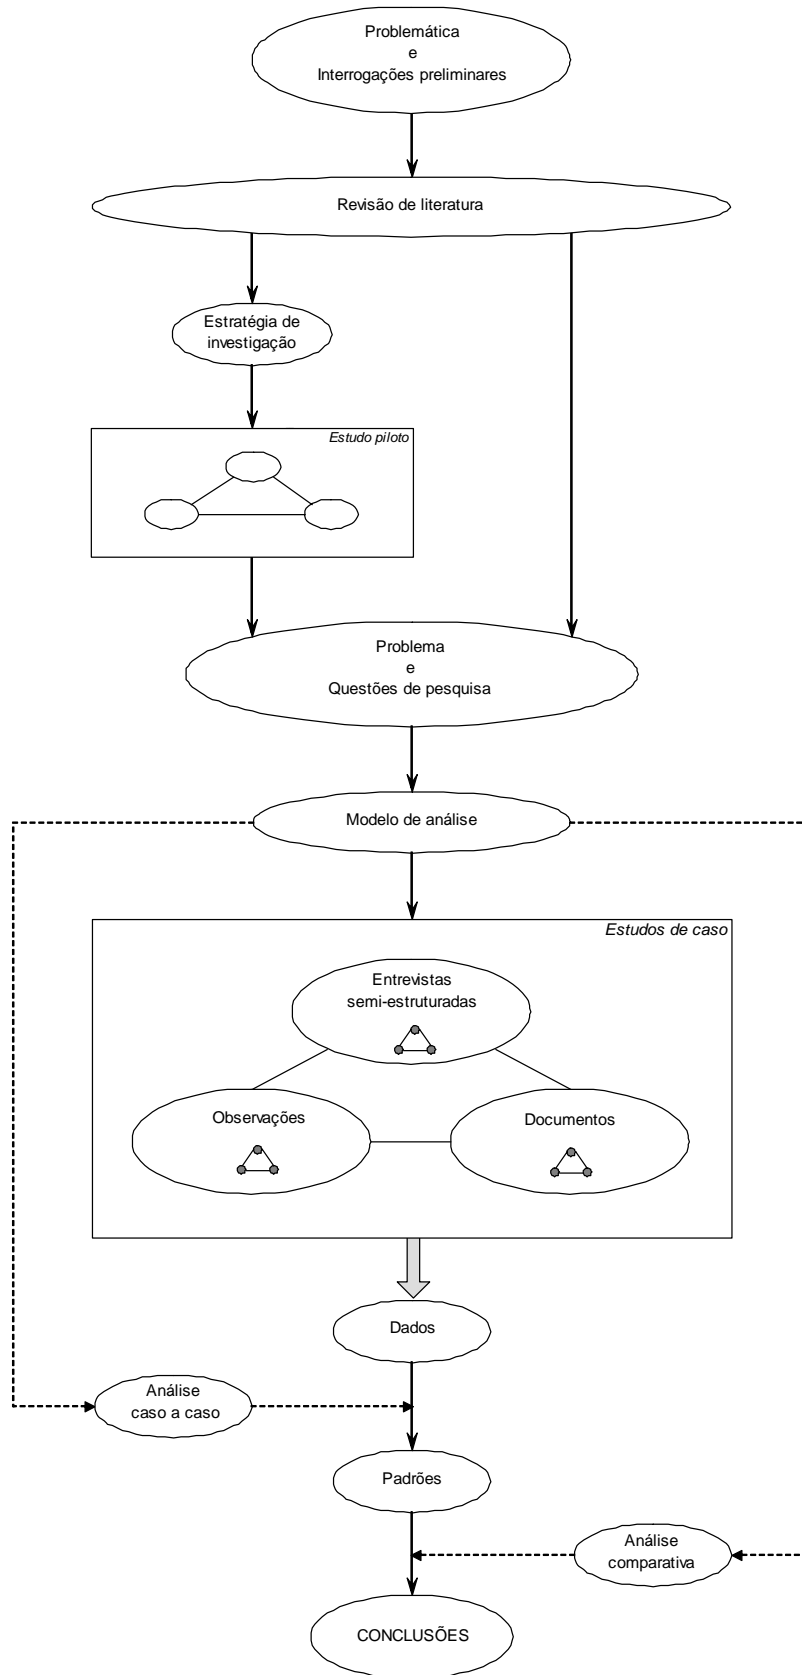 Problemática
e
Interrogações preliminares
Revisão de literatura
Estratégia de
investigação
Estudo piloto
Problema
e
Questões de pesquisa
Modelo de análise
Estudos de caso
Entrevistas
semi-estruturadas
Observações
Documentos
Dados
Análise
caso a caso
Padrões
Análise
comparativa
CONCLUSÕES